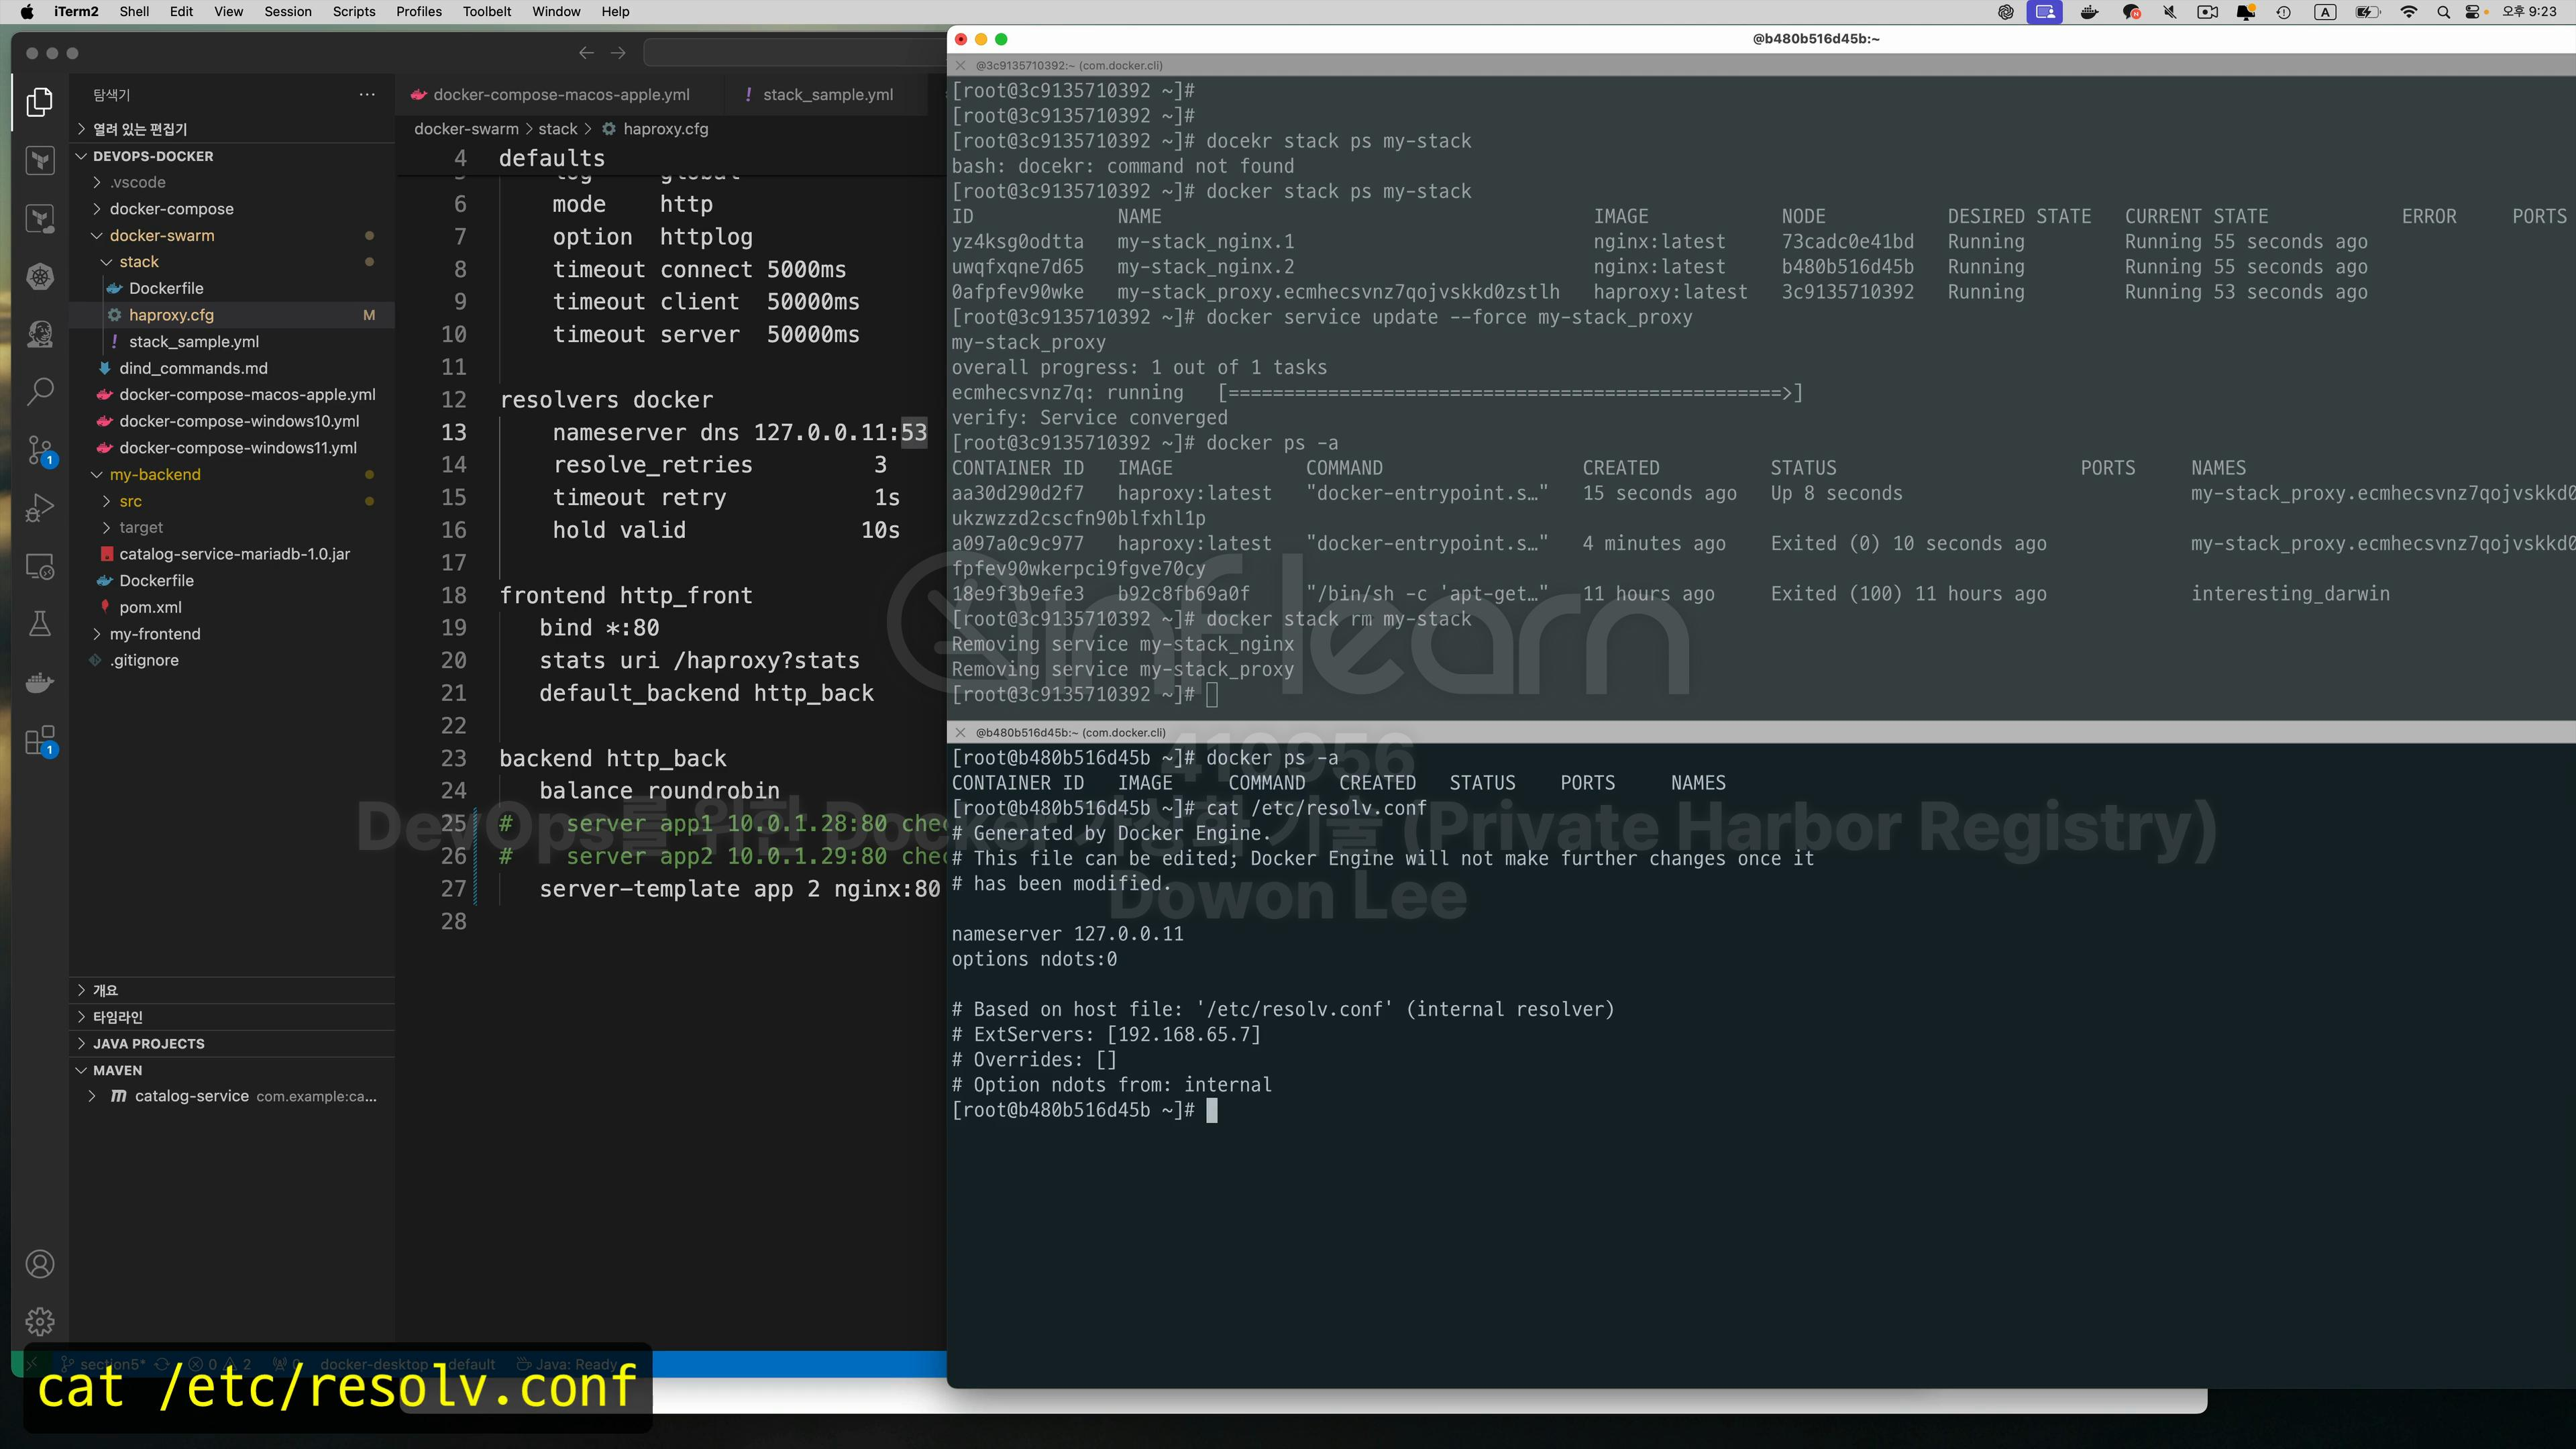 iTerm2 Shell Edit View Session Scripts Profiles Toolbelt Window Help
A 오후 9:23
탐색기
열려 있는 편집기
DEVOPS-DOCKER
.vscode
docker-compose
docker-swarm
stack
Dockerfile
haproxy.cfg M
stack_sample.yml
dind_commands.md
docker-compose-macos-apple.yml
docker-compose-windows10.yml
docker-compose-windows11.yml
my-backend
src
target
catalog-service-mariadb-1.0.jar
Dockerfile
pom.xml
my-frontend
.gitignore
개요
타임라인
JAVA PROJECTS
MAVEN
catalog-service com.example:ca...
1
1
docker-compose-macos-apple.yml ! stack_sample.yml
docker-swarm > stack > haproxy.cfg
4 defaults
5 log global
6 mode http
7 option httplog
8 timeout connect 5000ms
9 timeout client 50000ms
10 timeout server 50000ms
11
12 resolvers docker
13 nameserver dns 127.0.0.11:53
14 resolve_retries 3
15 timeout retry 1s
16 hold valid 10s
17
18 frontend http_front
19 bind *:80
20 stats uri /haproxy?stats
21 default_backend http_back
22
23 backend http_back
24 balance roundrobin
25 # server app1 10.0.1.28:80 chec
26 # server app2 10.0.1.29:80 chec
27 server-template app 2 nginx:80
28
@b480b516d45b:~
@3c9135710392:~ (com.docker.cli)
[root@3c9135710392 ~]#
[root@3c9135710392 ~]#
[root@3c9135710392 ~]# docekr stack ps my-stack
bash: docekr: command not found
[root@3c9135710392 ~]# docker stack ps my-stack
ID NAME IMAGE NODE DESIRED STATE CURRENT STATE ERROR PORTS
yz4ksg0odtta my-stack_nginx.1 nginx:latest 73cadc0e41bd Running Running 55 seconds ago
uwqfxqne7d65 my-stack_nginx.2 nginx:latest b480b516d45b Running Running 55 seconds ago
0afpfev90wke my-stack_proxy.ecmhecsvnz7qojvskkd0zstlh haproxy:latest 3c9135710392 Running Running 53 seconds ago
[root@3c9135710392 ~]# docker service update --force my-stack_proxy
my-stack_proxy
overall progress: 1 out of 1 tasks
ecmhecsvnz7q: running [==================================================>]
verify: Service converged
[root@3c9135710392 ~]# docker ps -a
CONTAINER ID IMAGE COMMAND CREATED STATUS PORTS NAMES
aa30d290d2f7 haproxy:latest "docker-entrypoint.s…" 15 seconds ago Up 8 seconds my-stack_proxy.ecmhecsvnz7qojvskkd0
ukzwzzd2cscfn90blfxhl1p
a097a0c9c977 haproxy:latest "docker-entrypoint.s…" 4 minutes ago Exited (0) 10 seconds ago my-stack_proxy.ecmhecsvnz7qojvskkd0
fpfev90wkerpci9fgve70cy
18e9f3b9efe3 b92c8fb69a0f "/bin/sh -c 'apt-get…" 11 hours ago Exited (100) 11 hours ago interesting_darwin
[root@3c9135710392 ~]# docker stack rm my-stack
Removing service my-stack_nginx
Removing service my-stack_proxy
[root@3c9135710392 ~]#
@b480b516d45b:~ (com.docker.cli)
[root@b480b516d45b ~]# docker ps -a
CONTAINER ID IMAGE COMMAND CREATED STATUS PORTS NAMES
[root@b480b516d45b ~]# cat /etc/resolv.conf
# Generated by Docker Engine.
# This file can be edited; Docker Engine will not make further changes once it
# has been modified.
nameserver 127.0.0.11
options ndots:0
# Based on host file: '/etc/resolv.conf' (internal resolver)
# ExtServers: [192.168.65.7]
# Overrides: []
# Option ndots from: internal
[root@b480b516d45b ~]#
inflearn
410956
DevOps를 위한 Docker 가상화 기술 (Private Harbor Registry)
Dowon Lee
section5* 0 2 0 docker-desktop default Java: Ready
cat /etc/resolv.conf